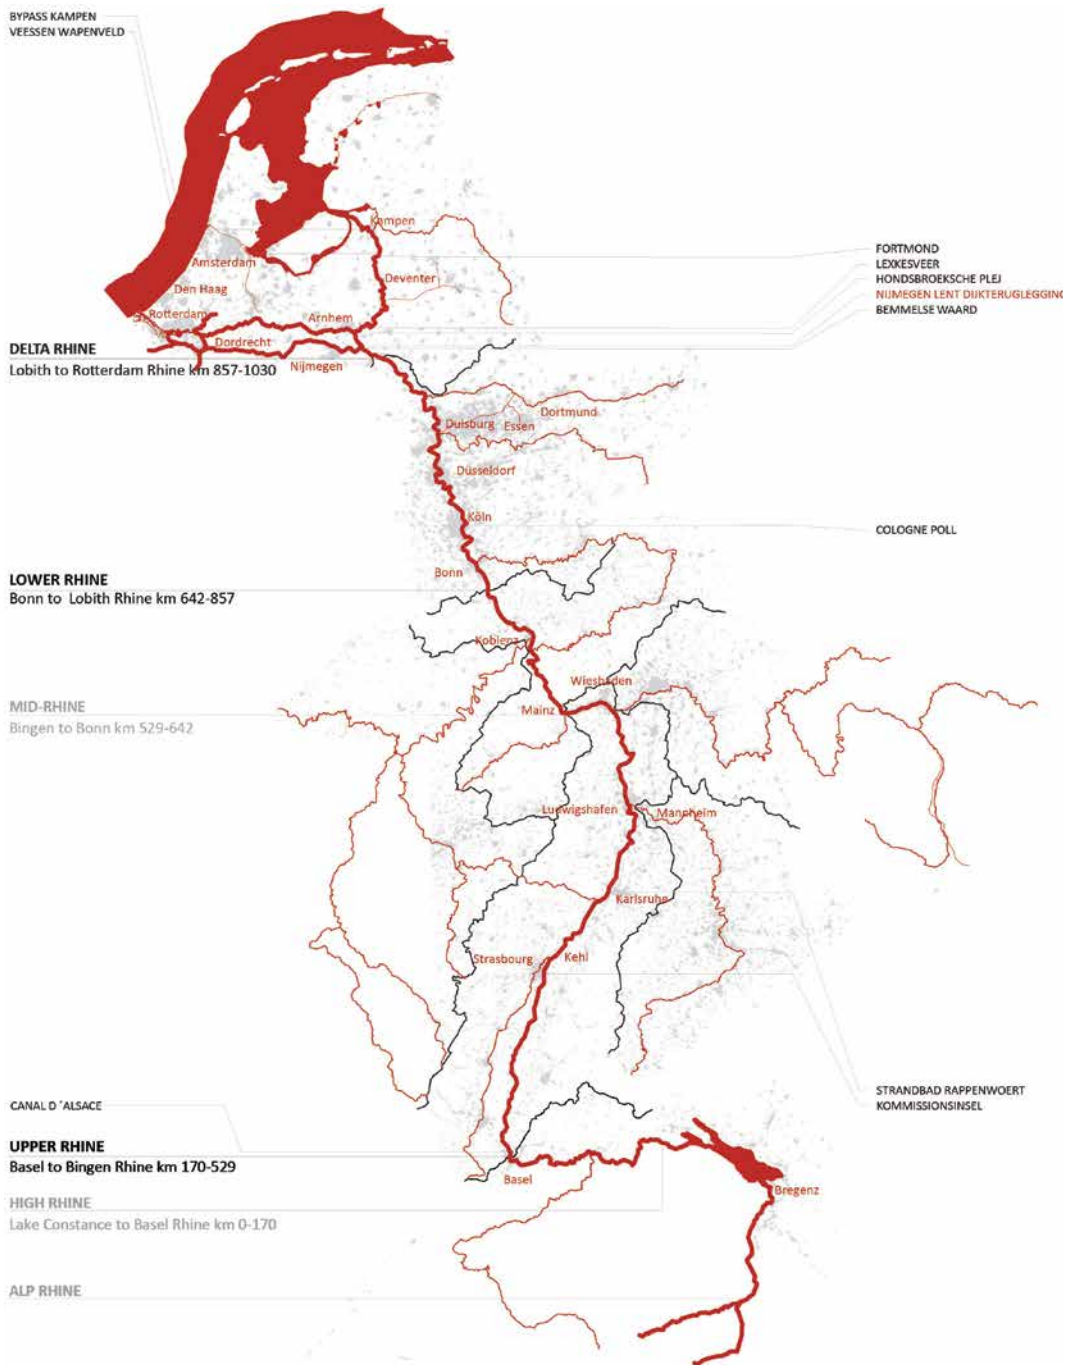 BYPASS KAMPEN
VEESSEN WAPENVELD
Kampen
FORTMOND
Amsterdam
LEXKESVEER
Deventer
HONDSBROEKSCHE PLEJ
Den Haag
NIJMEGEN LENT DIJKTERUGLEGGING
BEMMELSE WAARD
Rotterdam
Arnhem
Dordrecht
DELTA RHINE
Nijmegen
Lobith to Rotterdam Rhine km 857-1030
Dortmund
Duisburg
Essen
Düsseldorf
Köln
COLOGNE POLL
Bonn
LOWER RHINE
Bonn to Lobith Rhine km 642-857
Koblenz
Wiesbaden
MID-RHINE
Mainz
Bingen to Bonn km 529-642
Ludwigshafen
Mannheim
Karlsruhe
Strasbourg
Kehl
STRANDBAD RAPPENWOERT
CANAL D´ALSACE
KOMMISSIONSINSEL
UPPER RHINE
Basel to Bingen Rhine km 170-529
Basel
Bregenz
HIGH RHINE
Lake Constance to Basel Rhine km 0-170
ALP RHINE